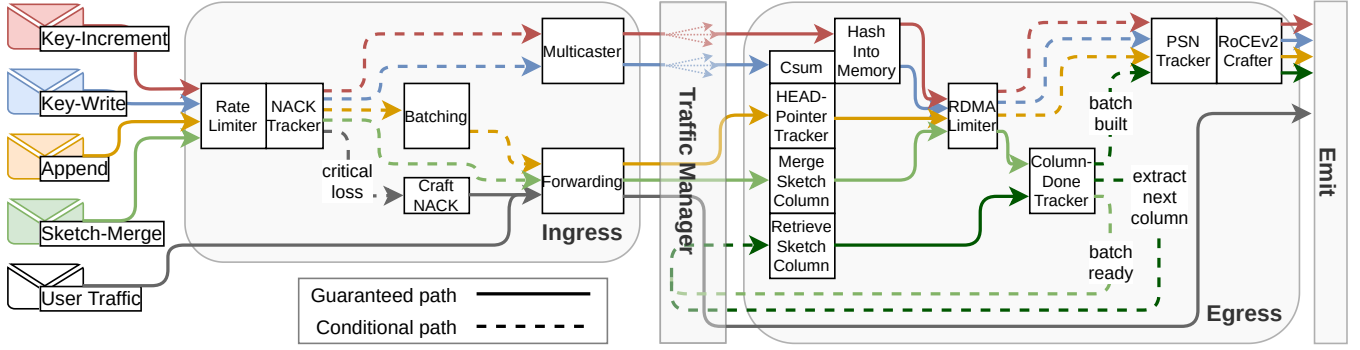 Key-Increment
Key-Write
Append
Sketch-Merge
User Traffic
Rate
Limiter
NACK
Tracker
critical
loss
Batching
Craft
NACK
Multicaster
Forwarding
Ingress
Guaranteed path
Conditional path
Traffic Manager
Csum
HEAD-
Pointer
Tracker
Merge
Sketch
Column
Retrieve
Sketch
Column
Hash
Into
Memory
RDMA
Limiter
Column-
Done
Tracker
batch
built
extract
next
column
batch
ready
PSN
Tracker
RoCEv2
Crafter
Egress
Emit